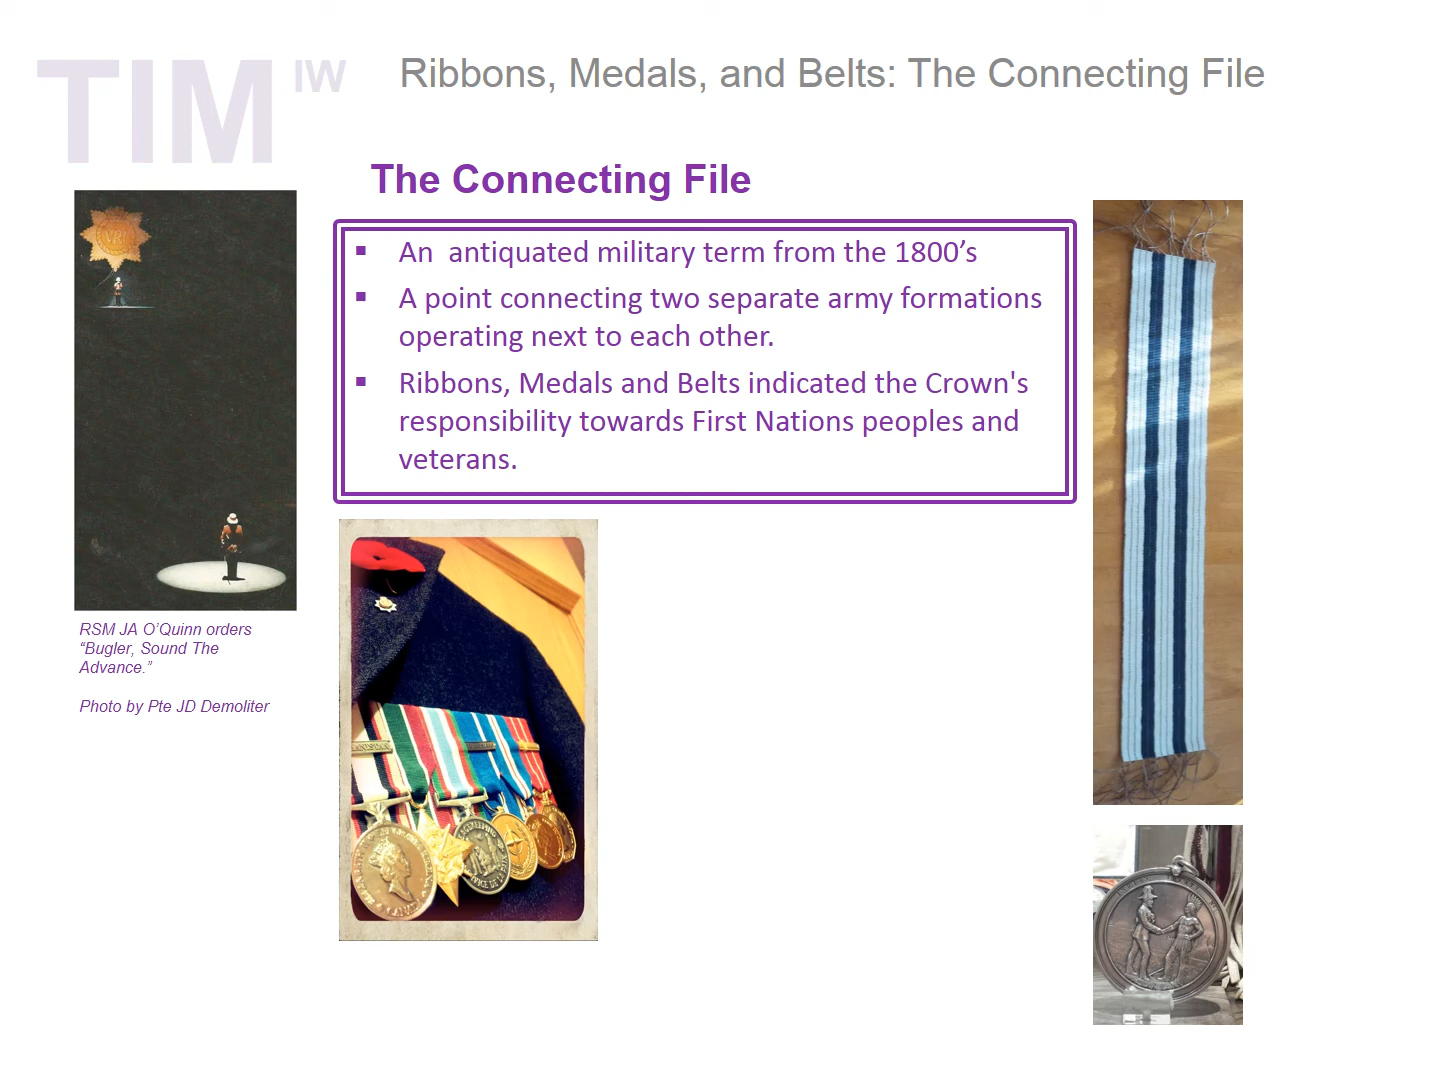 TIM IW
Ribbons, Medals, and Belts: The Connecting File
The Connecting File
An  antiquated military term from the 1800’s
A point connecting two separate army formations
operating next to each other.
Ribbons, Medals and Belts indicated the Crown's
responsibility towards First Nations peoples and
veterans.
VRI
RSM JA O’Quinn orders
“Bugler, Sound The
Advance.”
Photo by Pte JD Demoliter